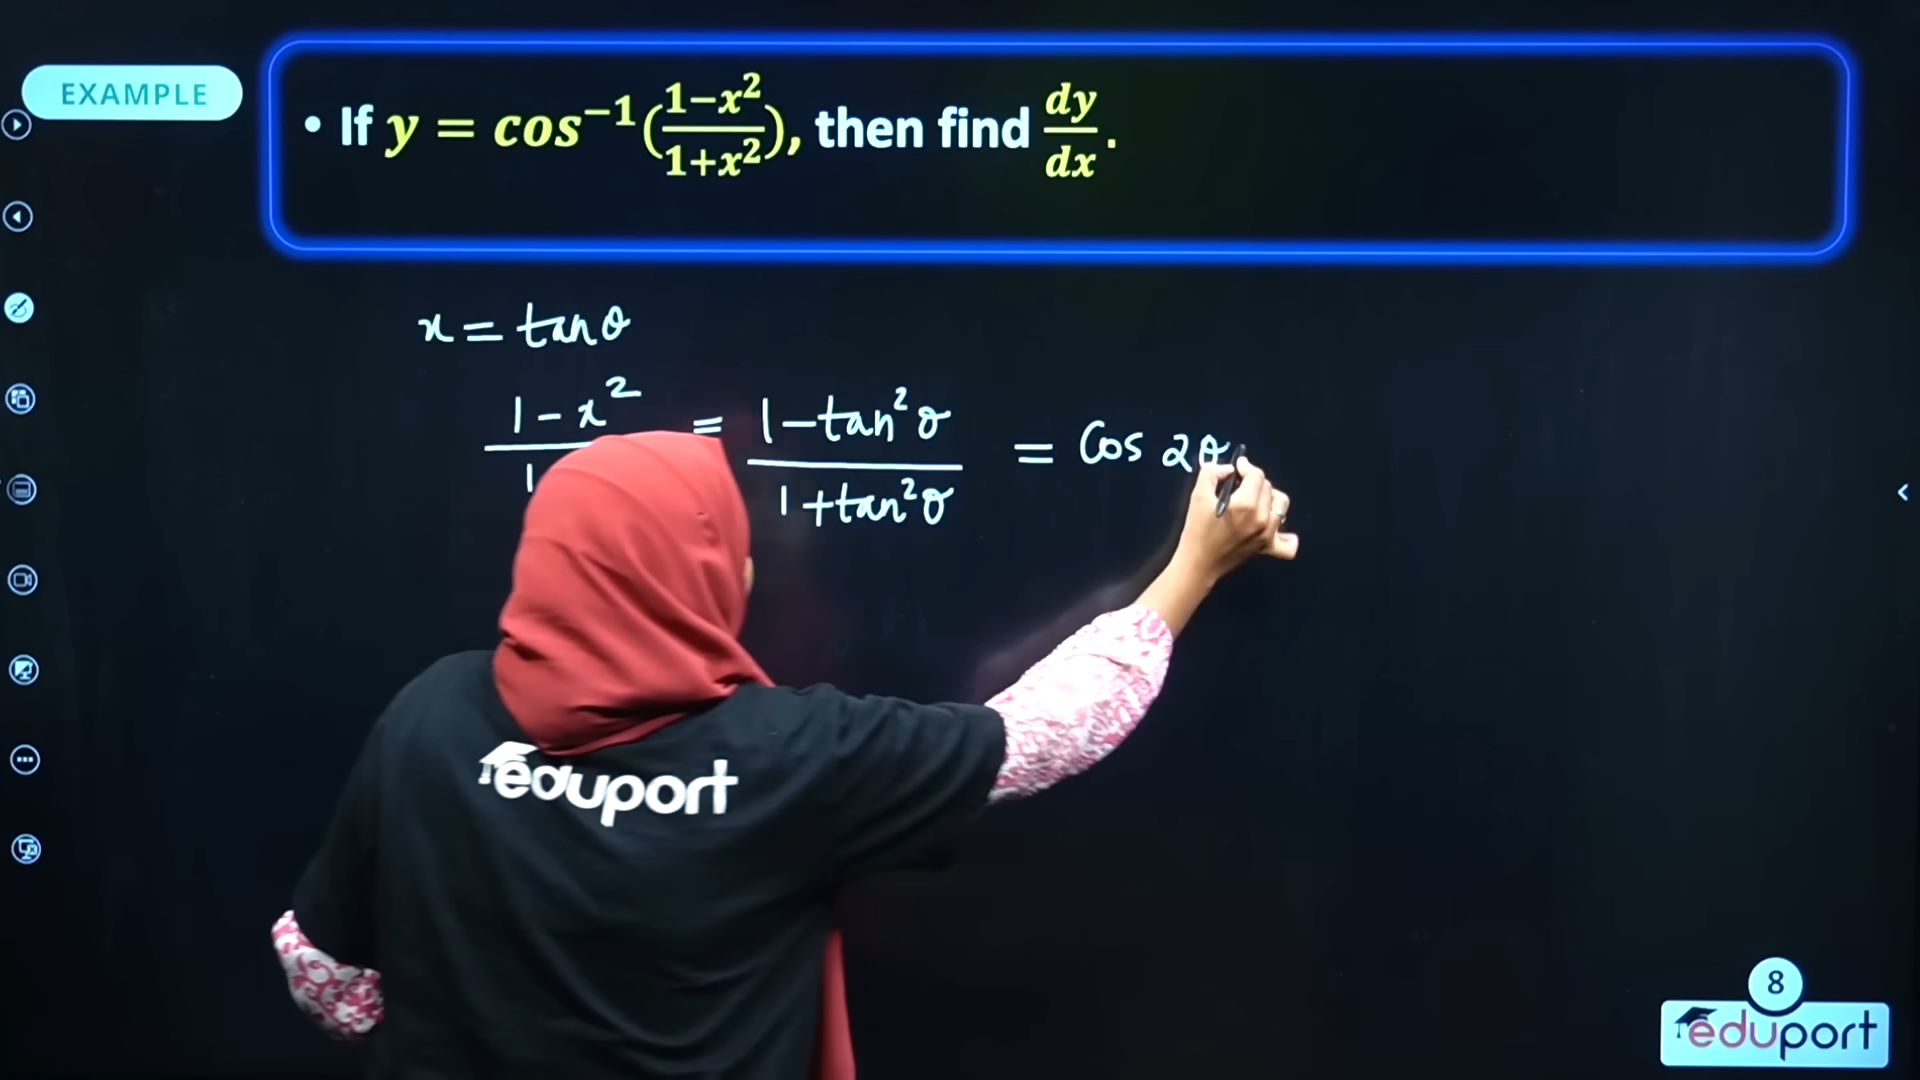 EXAMPLE
• If y = cos⁻¹(1−x²/1+x²), then find dy/dx.
x = tanθ
1 - x² / 1 = 1 - tan²θ / 1 + tan²θ = Cos 2θ
eduport
8
eduport